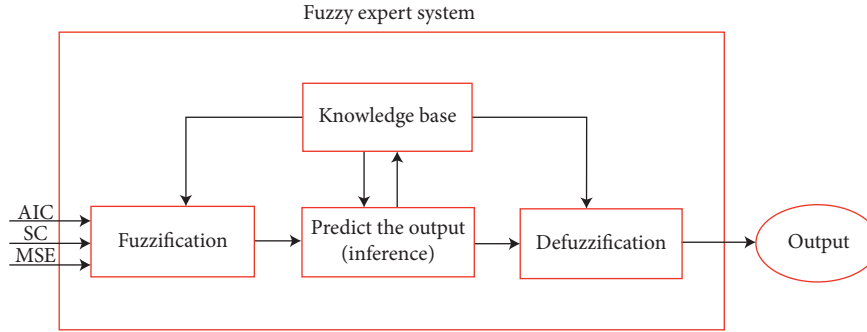 Fuzzy expert system
Knowledge base
AIC
SC
MSE
Fuzzification
Predict the output
(inference)
Defuzzification
Output